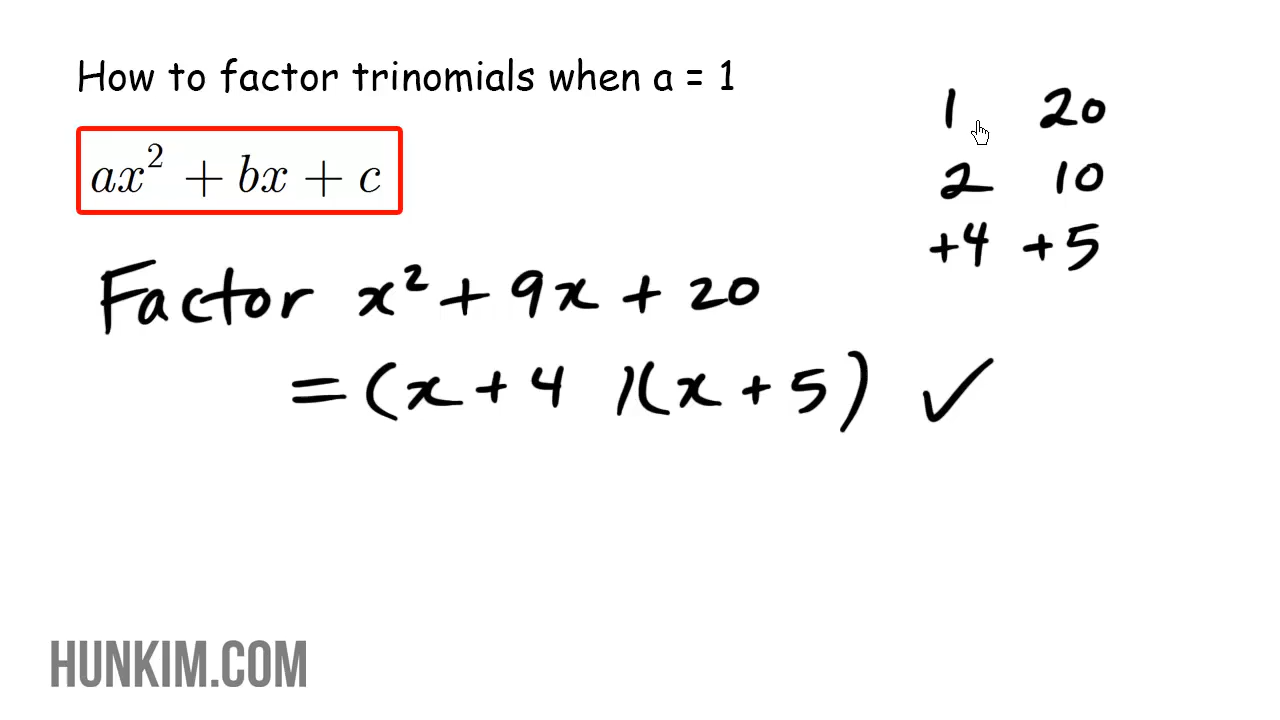 How to factor trinomials when a = 1
ax² + bx + c
1 20
2 10
+4 +5
Factor x² + 9x + 20
= (x + 4 )(x + 5) ✓
HUNKIM.COM